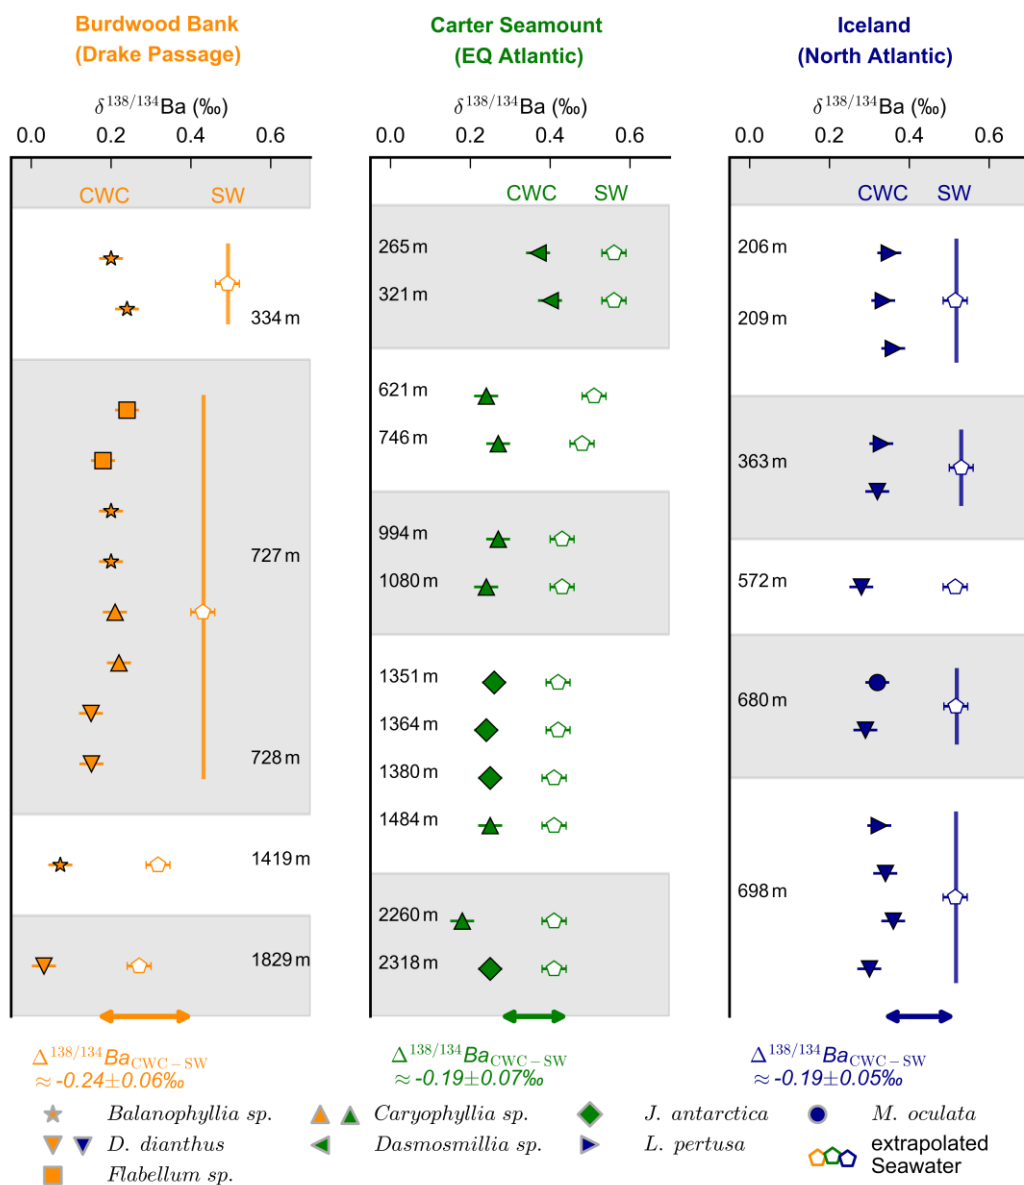 Burdwood Bank
(Drake Passage)
δ138/134Ba (‰)
0.0 0.2 0.4 0.6
CWC SW
334 m
727 m
728 m
1419 m
1829 m
Δ138/134BaCWC−SW
≈ -0.24±0.06‰
Carter Seamount
(EQ Atlantic)
δ138/134Ba (‰)
0.0 0.2 0.4 0.6
CWC SW
265 m
321 m
621 m
746 m
994 m
1080 m
1351 m
1364 m
1380 m
1484 m
2260 m
2318 m
Δ138/134BaCWC−SW
≈ -0.19±0.07‰
Iceland
(North Atlantic)
δ138/134Ba (‰)
0.0 0.2 0.4 0.6
CWC SW
206 m
209 m
363 m
572 m
680 m
698 m
Δ138/134BaCWC−SW
≈ -0.19±0.05‰
Balanophyllia sp. Caryophyllia sp. J. antarctica M. oculata
D. dianthus Dasmosmillia sp. L. pertusa extrapolated
Seawater
Flabellum sp.